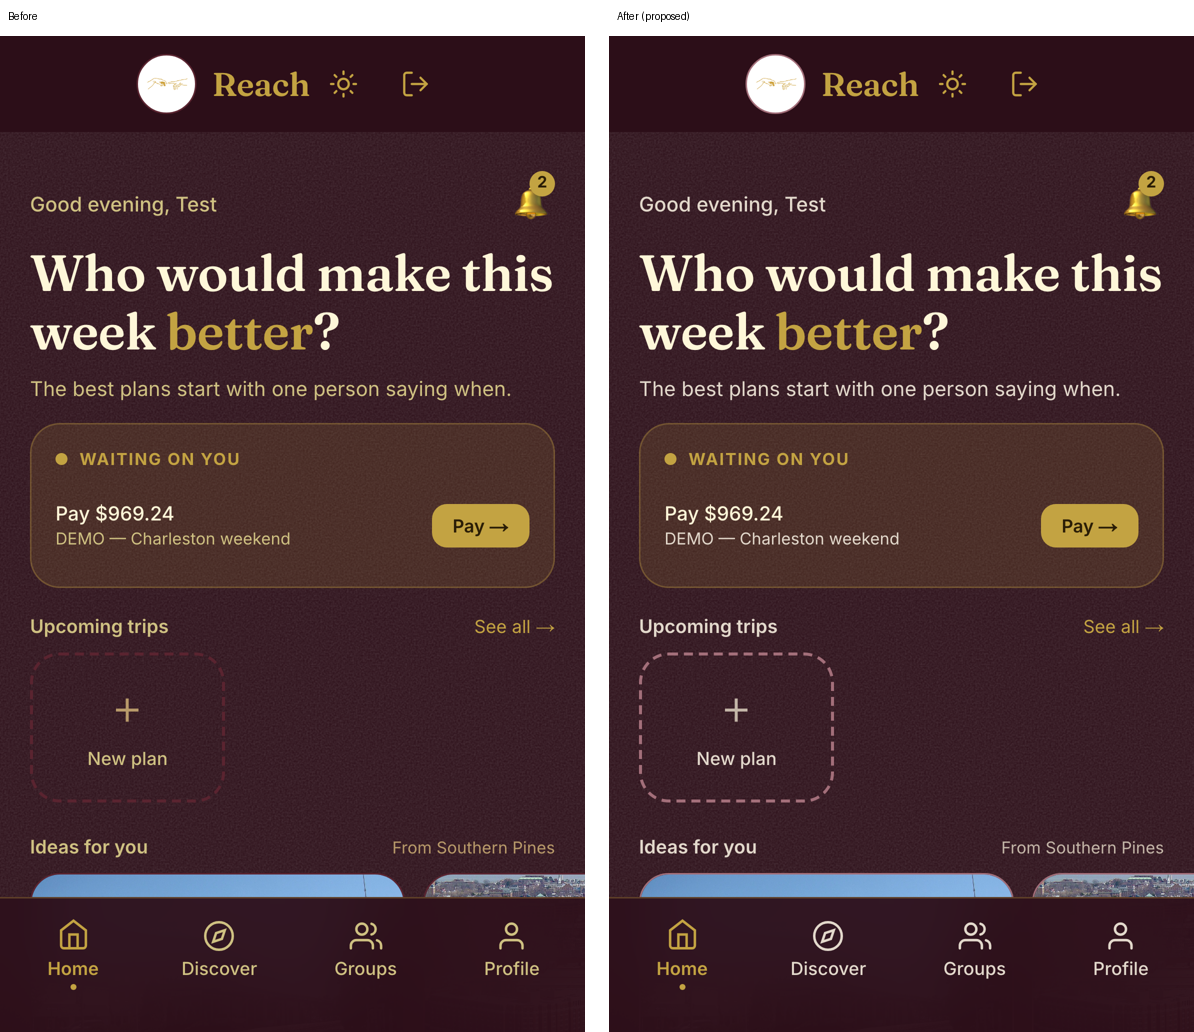 Before
Reach
2
Good evening, Test
Who would make this
week better?
The best plans start with one person saying when.
WAITING ON YOU
Pay $969.24
DEMO — Charleston weekend
Pay →
Upcoming trips
See all →
+
New plan
Ideas for you
From Southern Pines
Home
Discover
Groups
Profile
After (proposed)
Reach
2
Good evening, Test
Who would make this
week better?
The best plans start with one person saying when.
WAITING ON YOU
Pay $969.24
DEMO — Charleston weekend
Pay →
Upcoming trips
See all →
+
New plan
Ideas for you
From Southern Pines
Home
Discover
Groups
Profile